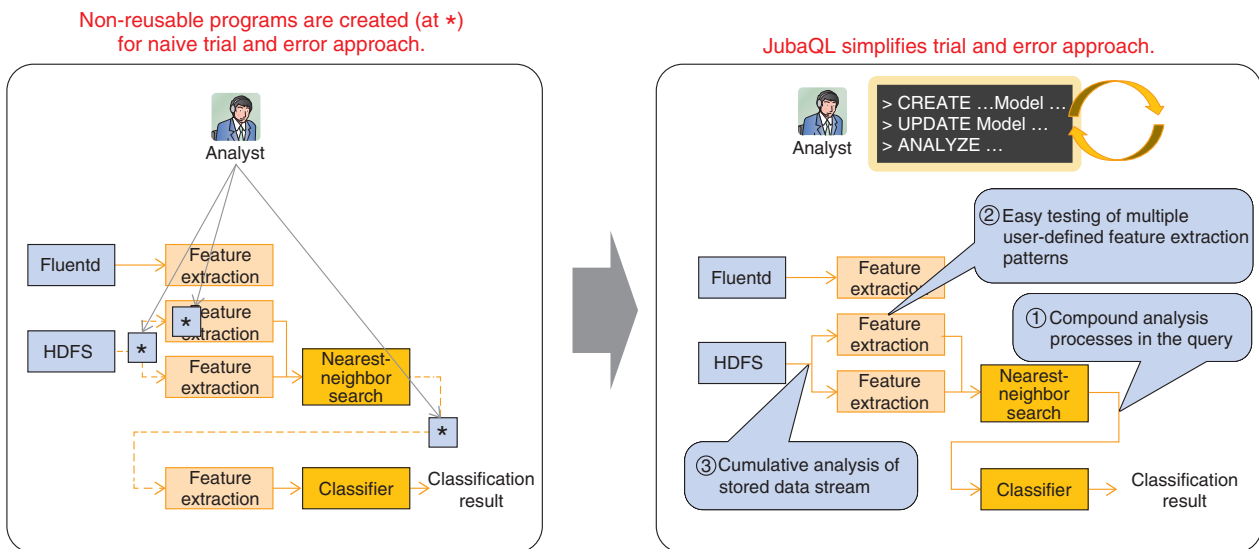 Non-reusable programs are created (at *)
for naive trial and error approach.
Analyst
Fluentd
Feature
extraction
*
Feature
extraction
HDFS
*
Feature
extraction
Nearest-
neighbor
search
*
Feature
extraction
Classifier
Classification
result
JubaQL simplifies trial and error approach.
Analyst
> CREATE …Model …
> UPDATE Model …
> ANALYZE …
② Easy testing of multiple
user-defined feature extraction
patterns
Fluentd
Feature
extraction
① Compound analysis
processes in the query
HDFS
Feature
extraction
Feature
extraction
Nearest-
neighbor
search
③ Cumulative analysis of
stored data stream
Classifier
Classification
result